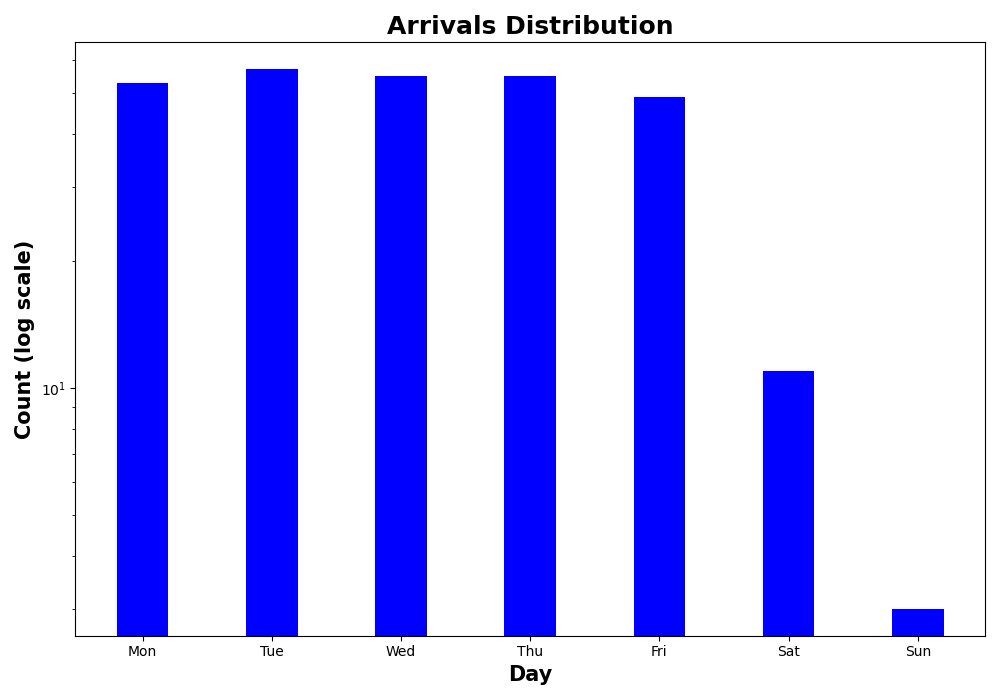 Arrivals Distribution
Count (log scale)
10¹
Mon Tue Wed Thu Fri Sat Sun
Day